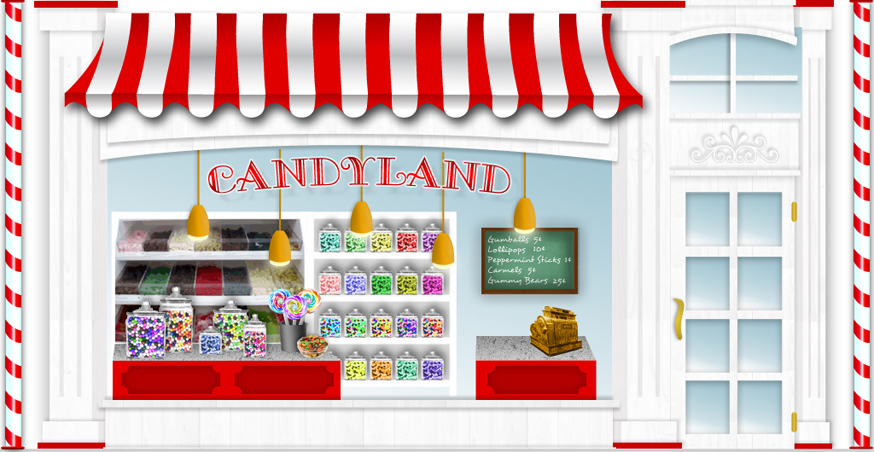 CANDYLAND
Gumballs 5¢
Lollipops 10¢
Peppermint Sticks 1¢
Carmels 5¢
Gummy Bears 25¢